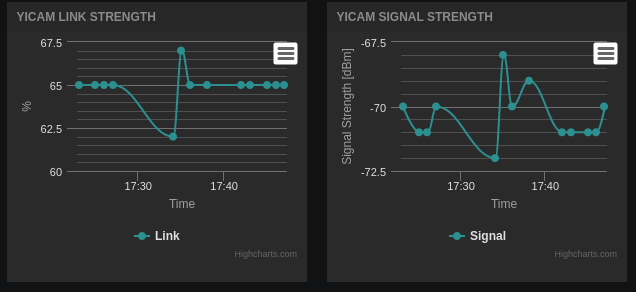 YICAM LINK STRENGTH
67.5
65
62.5
60
%
17:30
17:40
Time
Link
Highcharts.com
YICAM SIGNAL STRENGTH
-67.5
-70
-72.5
Signal Strength [dBm]
17:30
17:40
Time
Signal
Highcharts.com